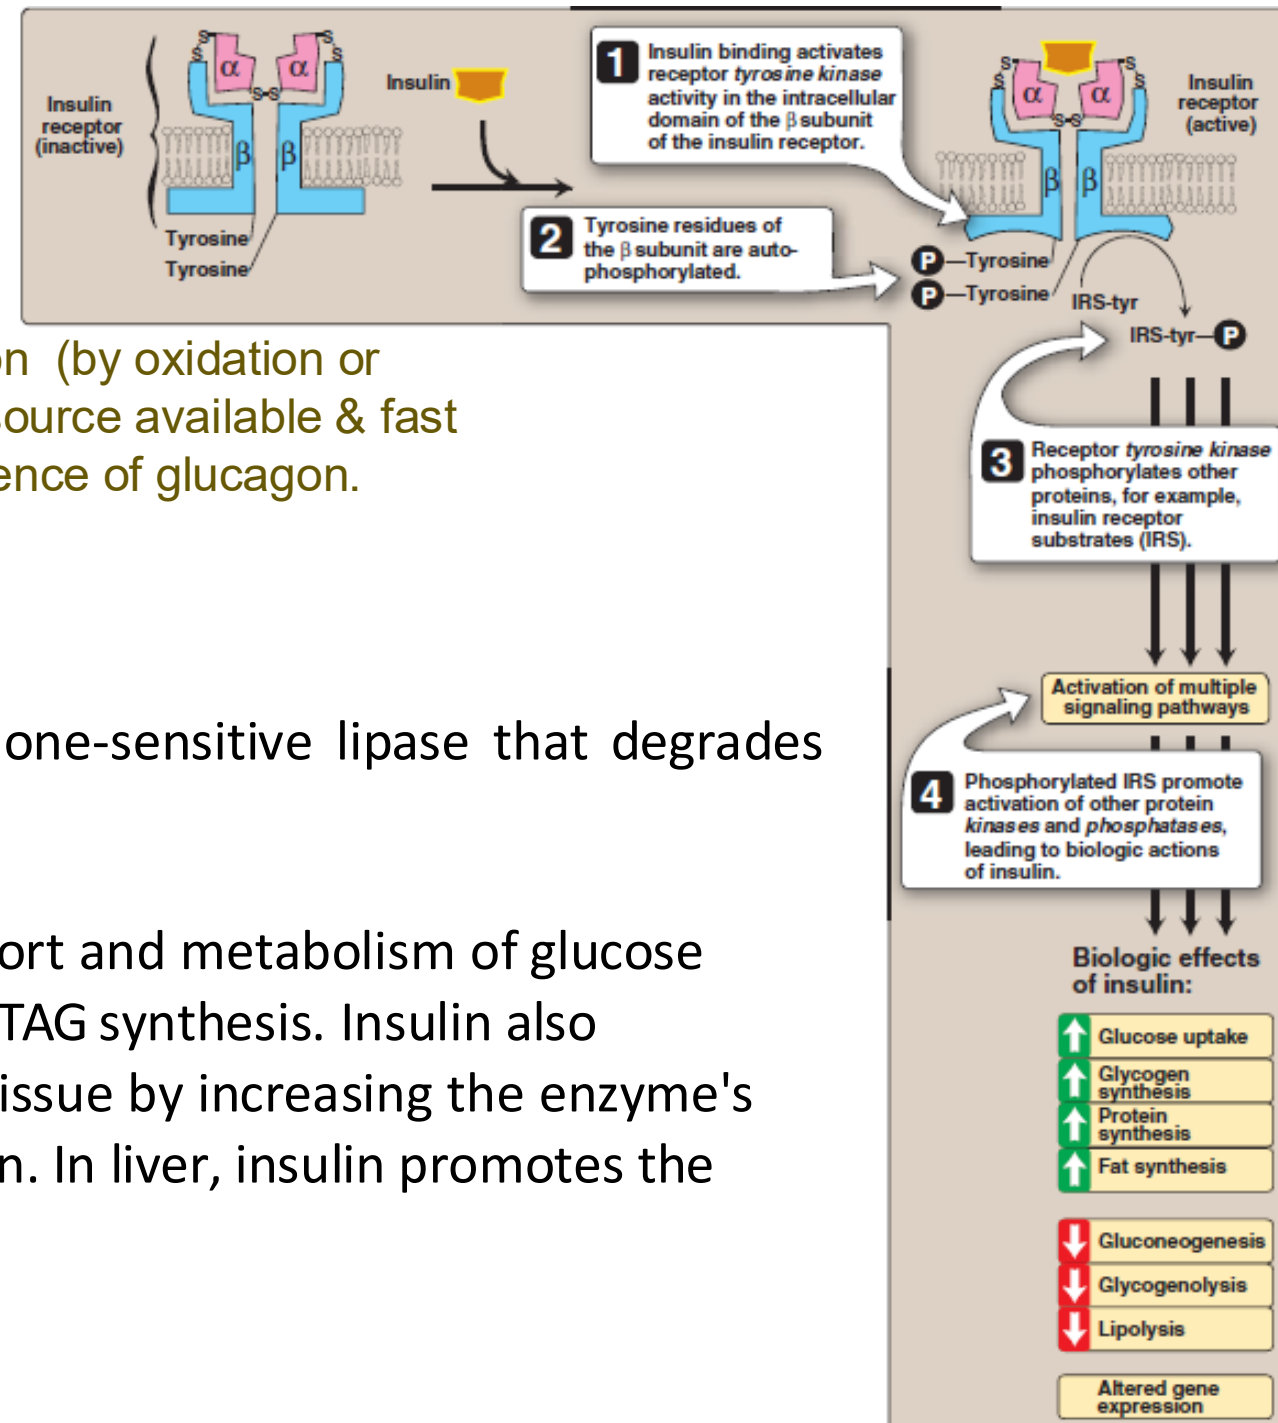 S
S
α
α
S
S
S-S
Insulin
receptor
(inactive)
β
β
Tyrosine
Tyrosine
Insulin
1
Insulin binding activates
receptor tyrosine kinase
activity in the intracellular
domain of the β subunit
of the insulin receptor.
2
Tyrosine residues of
the β subunit are auto-
phosphorylated.
S
S
α
α
S
S
S-S
Insulin
receptor
(active)
β
β
P—Tyrosine
P—Tyrosine
IRS-tyr
IRS-tyr—P
3
Receptor tyrosine kinase
phosphorylates other
proteins, for example,
insulin receptor
substrates (IRS).
Activation of multiple
signaling pathways
4
Phosphorylated IRS promote
activation of other protein
kinases and phosphatases,
leading to biologic actions
of insulin.
Biologic effects
of insulin:
Glucose uptake
Glycogen
synthesis
Protein
synthesis
Fat synthesis
Gluconeogenesis
Glycogenolysis
Lipolysis
Altered gene
expression
on (by oxidation or
source available & fast
ence of glucagon.
one-sensitive lipase that degrades
ort and metabolism of glucose
TAG synthesis. Insulin also
issue by increasing the enzyme's
n. In liver, insulin promotes the